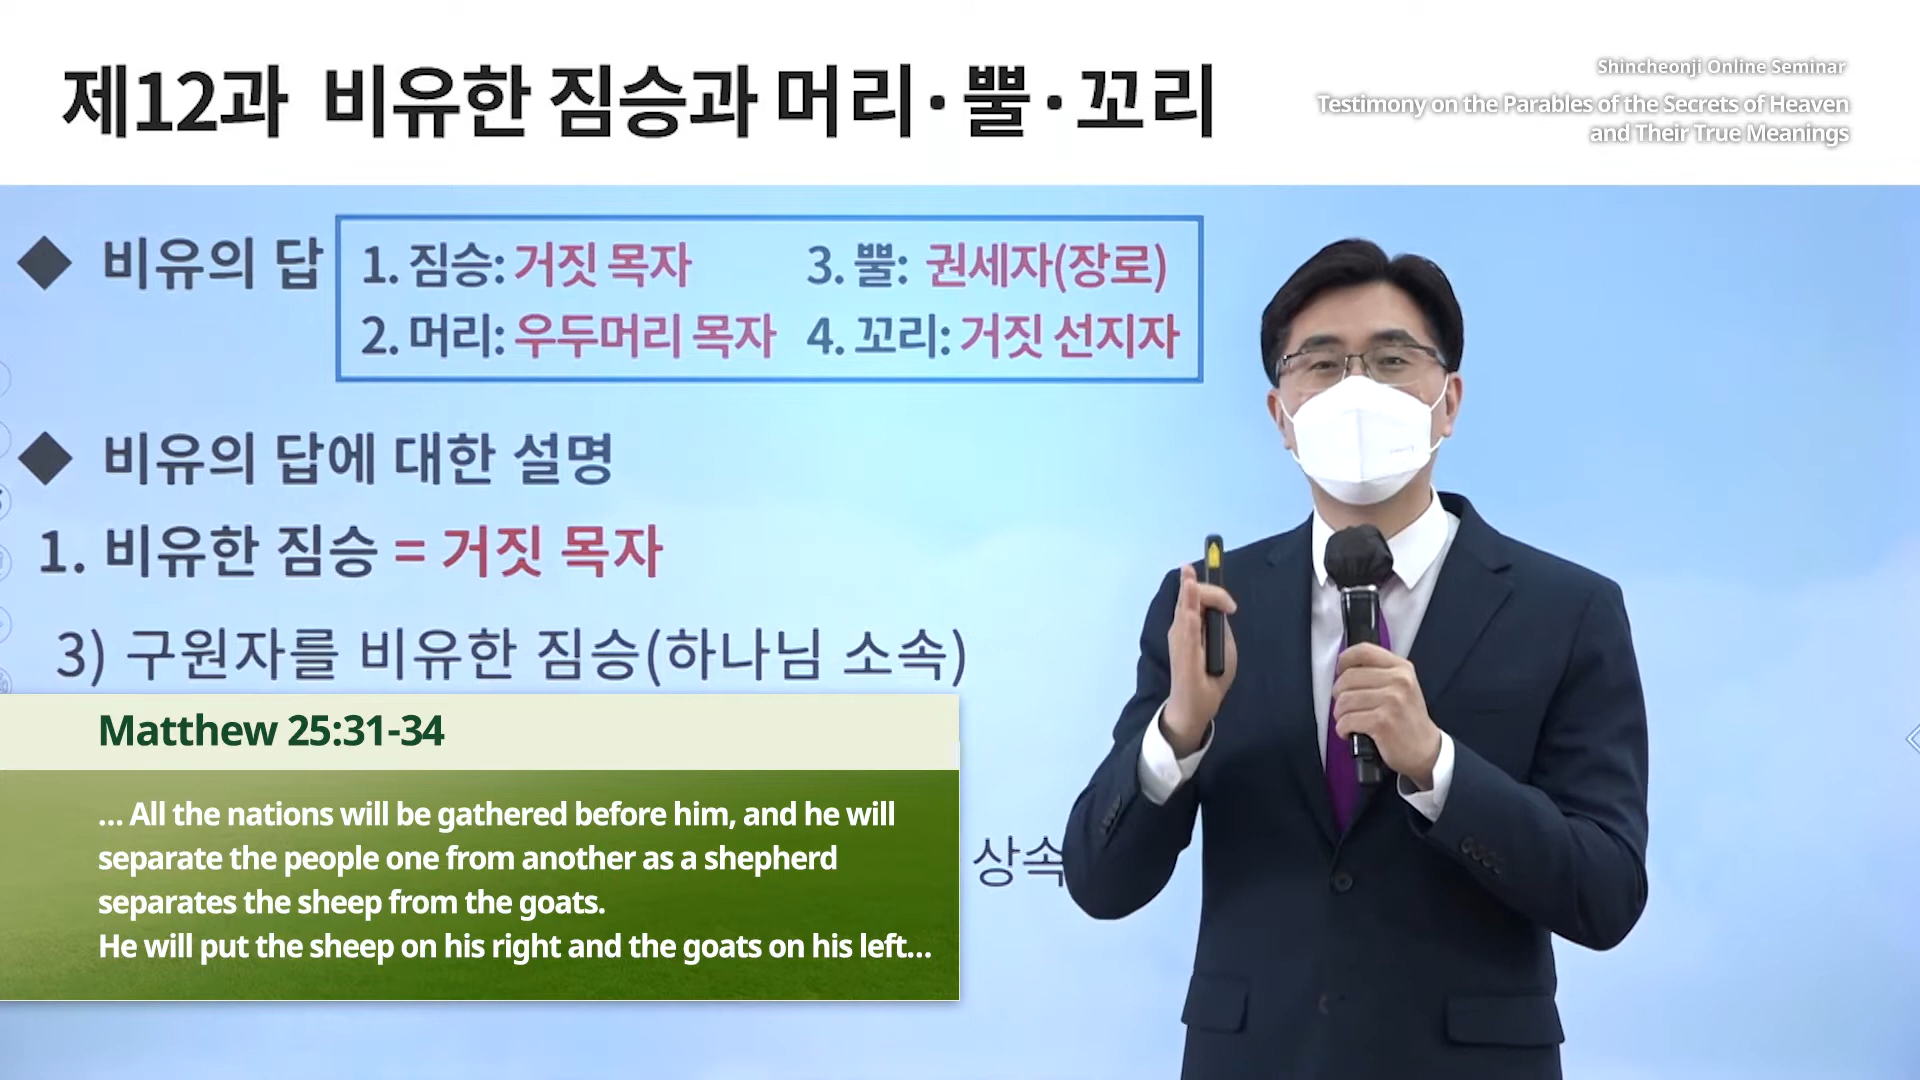 제12과 비유한 짐승과 머리·뿔·꼬리
Shincheonji Online Seminar
Testimony on the Parables of the Secrets of Heaven
and Their True Meanings
◆ 비유의 답
1. 짐승: 거짓 목자
3. 뿔: 권세자(장로)
2. 머리: 우두머리 목자
4. 꼬리: 거짓 선지자
◆ 비유의 답에 대한 설명
1. 비유한 짐승 = 거짓 목자
3) 구원자를 비유한 짐승(하나님 소속)
Matthew 25:31-34
... All the nations will be gathered before him, and he will
separate the people one from another as a shepherd
separates the sheep from the goats.
He will put the sheep on his right and the goats on his left...
상속